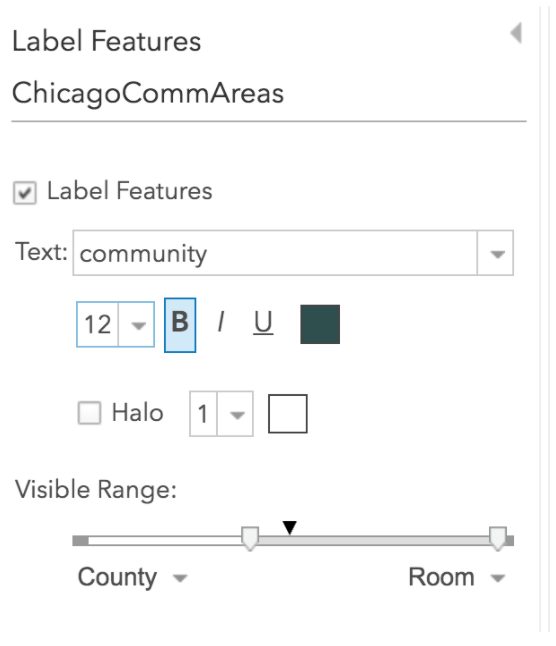 Label Features
ChicagoCommAreas
Label Features
Text: community
12 B I U
Halo 1
Visible Range:
County Room